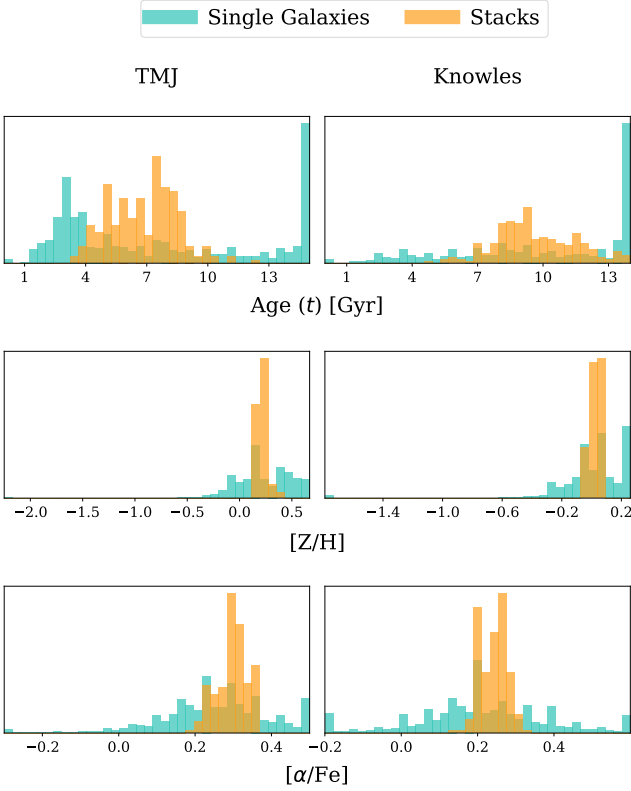 Single Galaxies Stacks
TMJ Knowles
1 4 7 10 13 1 4 7 10 13
Age (t) [Gyr]
−2.0 −1.5 −1.0 −0.5 0.0 0.5 −1.4 −1.0 −0.6 −0.2 0.2
[Z/H]
−0.2 0.0 0.2 0.4 −0.2 0.0 0.2 0.4
[α/Fe]